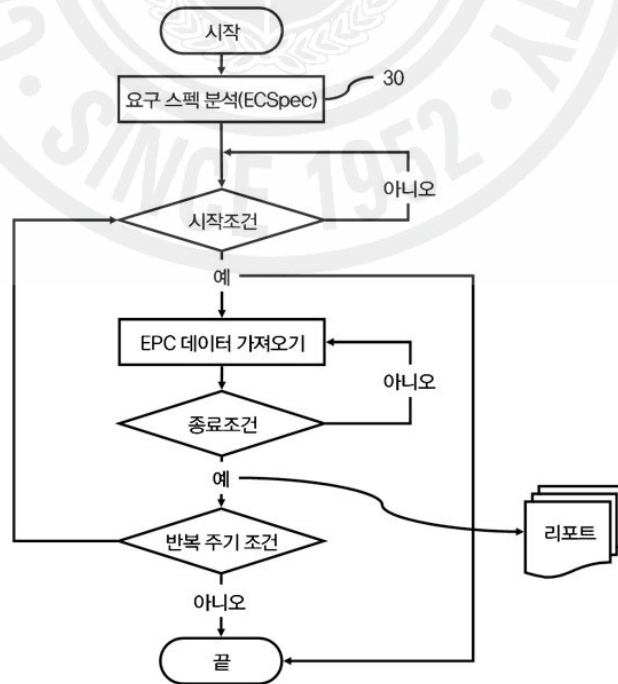 시작
요구 스펙 분석(ECSpec)
30
SINCE 1952
아니오
시작조건
예
EPC 데이터 가져오기
아니오
종료조건
예
반복 주기 조건
리포트
아니오
끝